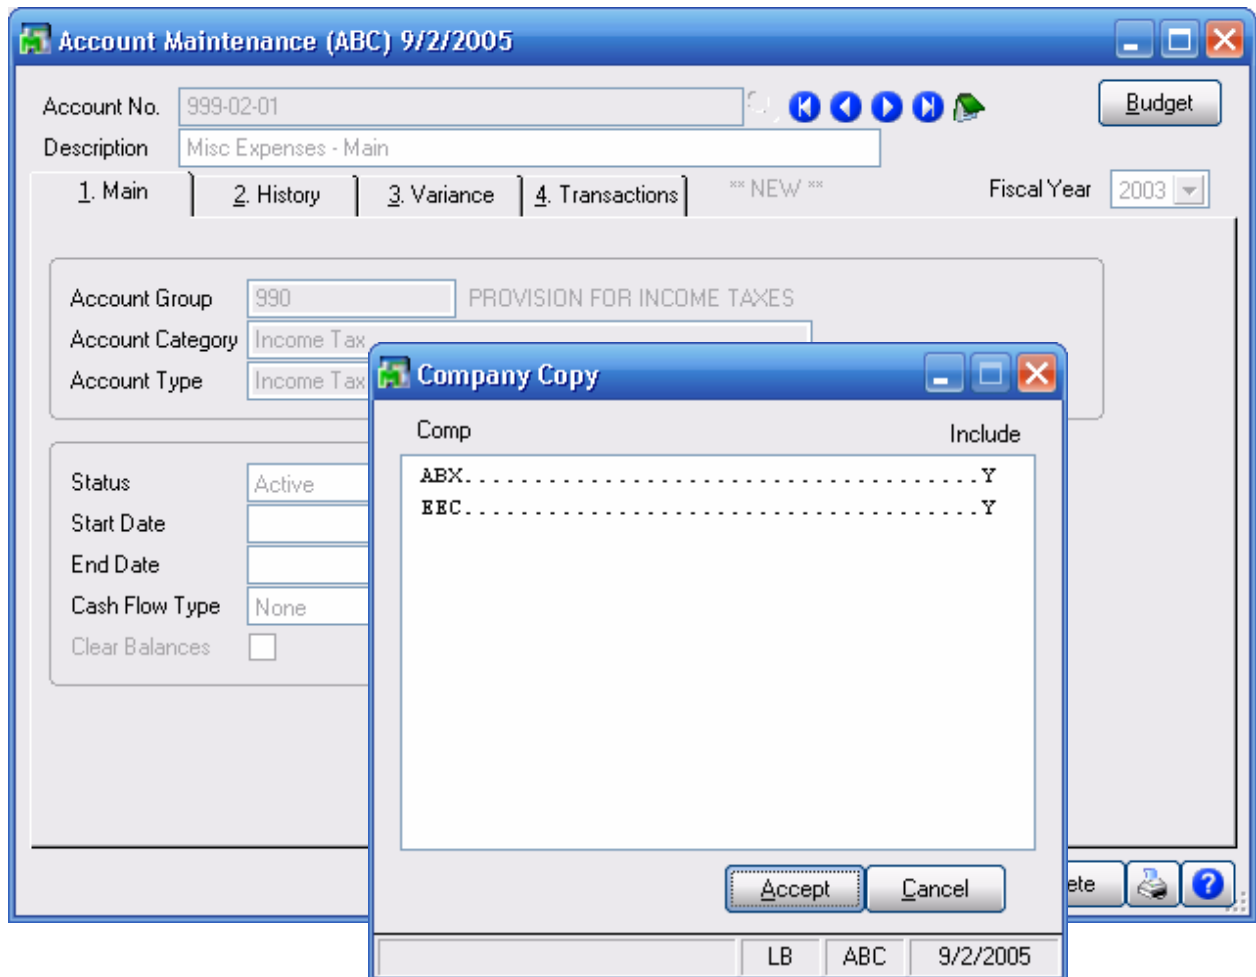 Account Maintenance (ABC) 9/2/2005
Account No. 999-02-01 Budget
Description Misc Expenses - Main
1. Main 2. History 3. Variance 4. Transactions ** NEW ** Fiscal Year 2003
Account Group 990 PROVISION FOR INCOME TAXES
Account Category Income Tax
Account Type Income Tax
Status Active
Start Date
End Date
Cash Flow Type None
Clear Balances
ete
Company Copy
Comp Include
ABX.......................................Y
EEC.......................................Y
Accept Cancel
LB ABC 9/2/2005